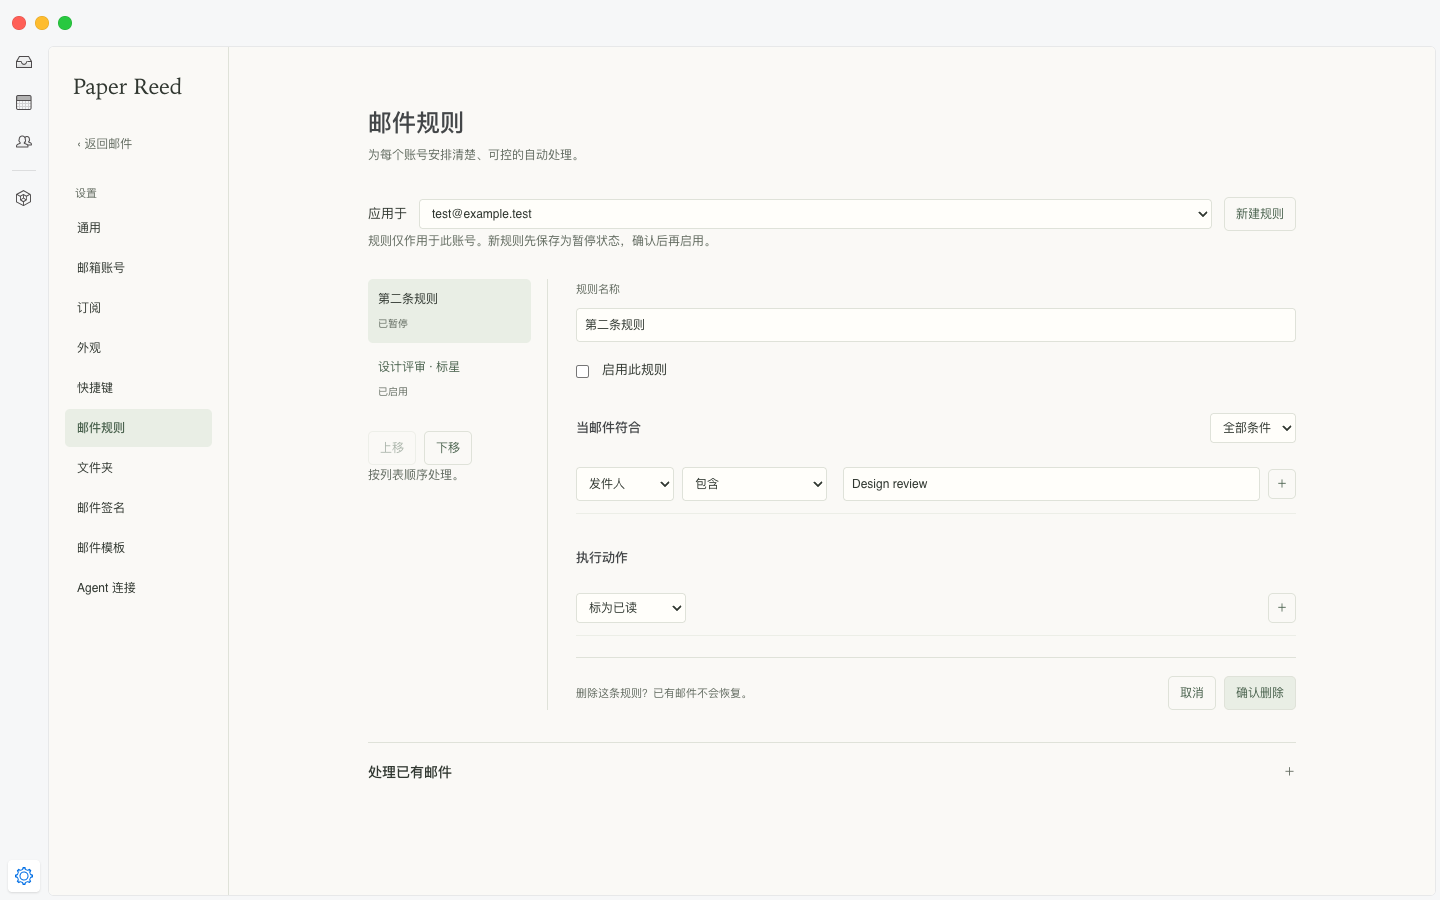 Paper Reed
‹ 返回邮件
设置
通用
邮箱账号
订阅
外观
快捷键
邮件规则
文件夹
邮件签名
邮件模板
Agent 连接
邮件规则
为每个账号安排清楚、可控的自动处理。
应用于 test@example.test 新建规则
规则仅作用于此账号。新规则先保存为暂停状态，确认后再启用。
第二条规则
已暂停
设计评审 · 标星
已启用
上移 下移
按列表顺序处理。
规则名称
第二条规则
启用此规则
当邮件符合 全部条件
发件人 包含 Design review +
执行动作
标为已读 +
删除这条规则？已有邮件不会恢复。 取消 确认删除
处理已有邮件 +